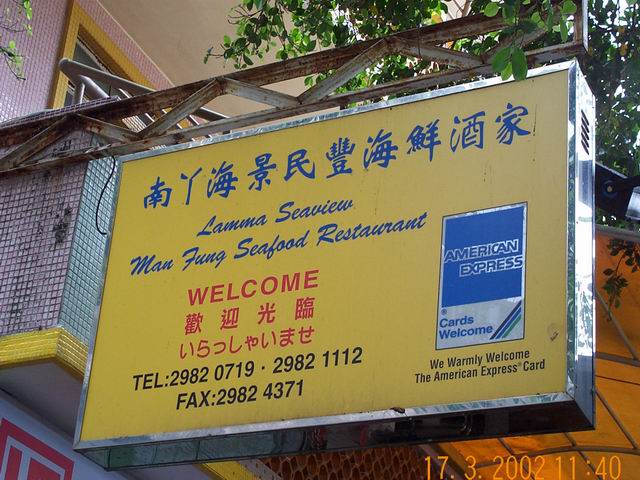 南丫海景民豐海鮮酒家
Lamma Seaview
Man Fung Seafood Restaurant
WELCOME
歡迎光臨
いらっしゃいませ
TEL:2982 0719 · 2982 1112
FAX:2982 4371
AMERICAN
EXPRESS
®
Cards
Welcome
We Warmly Welcome
The American Express® Card
17. 3. 2002 11:40